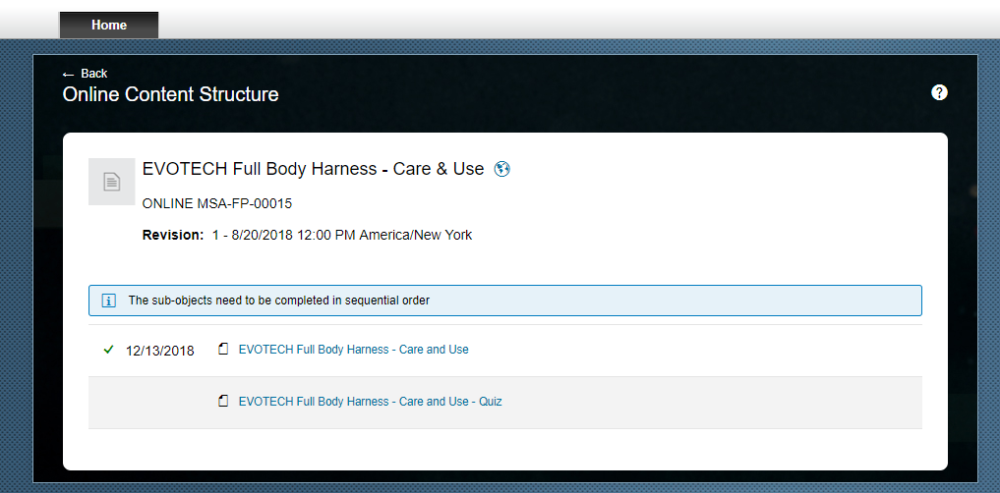 Home
← Back
Online Content Structure
?
EVOTECH Full Body Harness - Care & Use
ONLINE MSA-FP-00015
Revision: 1 - 8/20/2018 12:00 PM America/New York
i The sub-objects need to be completed in sequential order
✓ 12/13/2018 EVOTECH Full Body Harness - Care and Use
EVOTECH Full Body Harness - Care and Use - Quiz